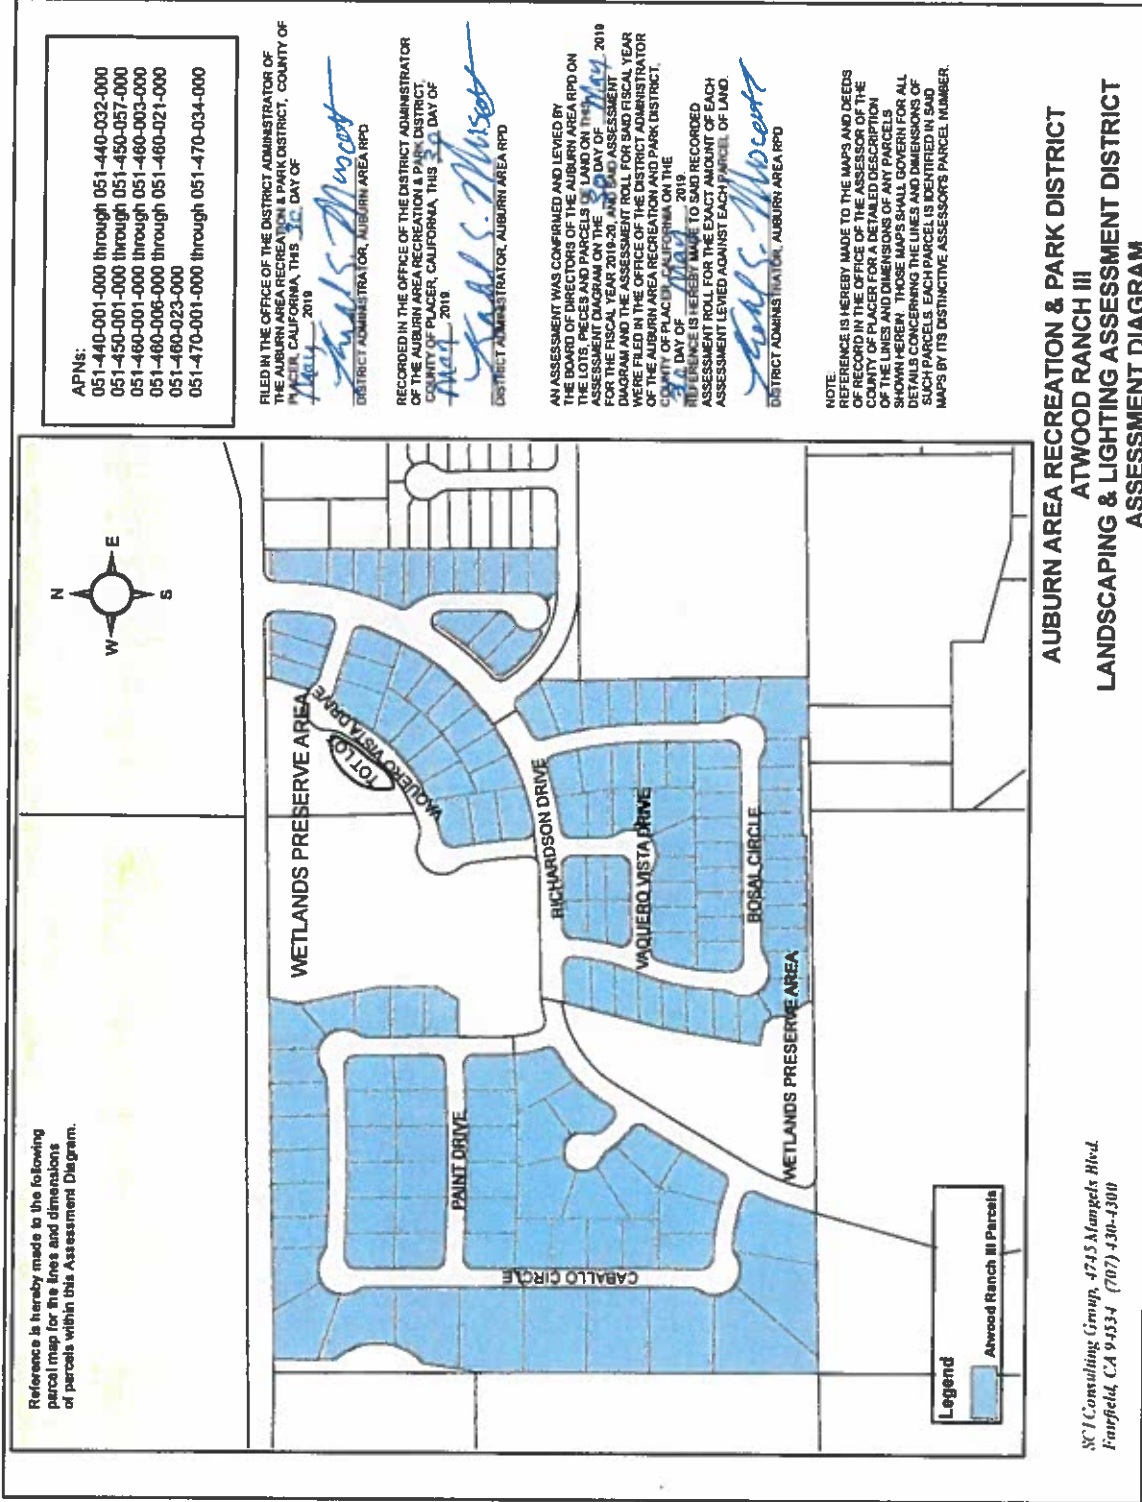 Reference is hereby made to the following
parcel map for the lines and dimensions
of parcels within this Assessment Diagram.
N
W
E
S
WETLANDS PRESERVE AREA
TOT LOT
VAQUERO VISTA DRIVE
RICHARDSON DRIVE
VAQUERO VISTA DRIVE
BOSAL CIRCLE
PAINT DRIVE
CABALLO CIRCLE
WETLANDS PRESERVE AREA
Legend
Atwood Ranch III Parcels
APNs:
051-440-001-000 through 051-440-032-000
051-450-001-000 through 051-450-057-000
051-460-001-000 through 051-460-003-000
051-460-006-000 through 051-460-021-000
051-460-023-000
051-470-001-000 through 051-470-034-000
FILED IN THE OFFICE OF THE DISTRICT ADMINISTRATOR OF
THE AUBURN AREA RECREATION & PARK DISTRICT, COUNTY OF
PLACER, CALIFORNIA, THIS 30 DAY OF
May 2019
DISTRICT ADMINISTRATOR, AUBURN AREA RPD
RECORDED IN THE OFFICE OF THE DISTRICT ADMINISTRATOR
OF THE AUBURN AREA RECREATION & PARK DISTRICT,
COUNTY OF PLACER, CALIFORNIA, THIS 30 DAY OF
May 2019
DISTRICT ADMINISTRATOR, AUBURN AREA RPD
AN ASSESSMENT WAS CONFIRMED AND LEVIED BY
THE BOARD OF DIRECTORS OF THE AUBURN AREA RPD ON
THE LOTS, PIECES AND PARCELS OF LAND ON THIS
ASSESSMENT DIAGRAM ON THE 30 DAY OF May 2019
FOR THE FISCAL YEAR 2019-20, AND SAID ASSESSMENT
DIAGRAM AND THE ASSESSMENT ROLL FOR SAID FISCAL YEAR
WERE FILED IN THE OFFICE OF THE DISTRICT ADMINISTRATOR
OF THE AUBURN AREA RECREATION AND PARK DISTRICT,
COUNTY OF PLACER, CALIFORNIA ON THE
30 DAY OF May 2019.
REFERENCE IS HEREBY MADE TO SAID RECORDED
ASSESSMENT ROLL FOR THE EXACT AMOUNT OF EACH
ASSESSMENT LEVIED AGAINST EACH PARCEL OF LAND.
DISTRICT ADMINISTRATOR, AUBURN AREA RPD
NOTE:
REFERENCE IS HEREBY MADE TO THE MAPS AND DEEDS
OF RECORD IN THE OFFICE OF THE ASSESSOR OF THE
COUNTY OF PLACER FOR A DETAILED DESCRIPTION
OF THE LINES AND DIMENSIONS OF ANY PARCELS
SHOWN HEREIN. THOSE MAPS SHALL GOVERN FOR ALL
DETAILS CONCERNING THE LINES AND DIMENSIONS OF
SUCH PARCELS. EACH PARCEL IS IDENTIFIED IN SAID
MAPS BY ITS DISTINCTIVE ASSESSOR'S PARCEL NUMBER.
SCI Consulting Group, 4745 Mangels Blvd.
Fairfield, CA 94534 (707) 430-4300
AUBURN AREA RECREATION & PARK DISTRICT
ATWOOD RANCH III
LANDSCAPING & LIGHTING ASSESSMENT DISTRICT
ASSESSMENT DIAGRAM